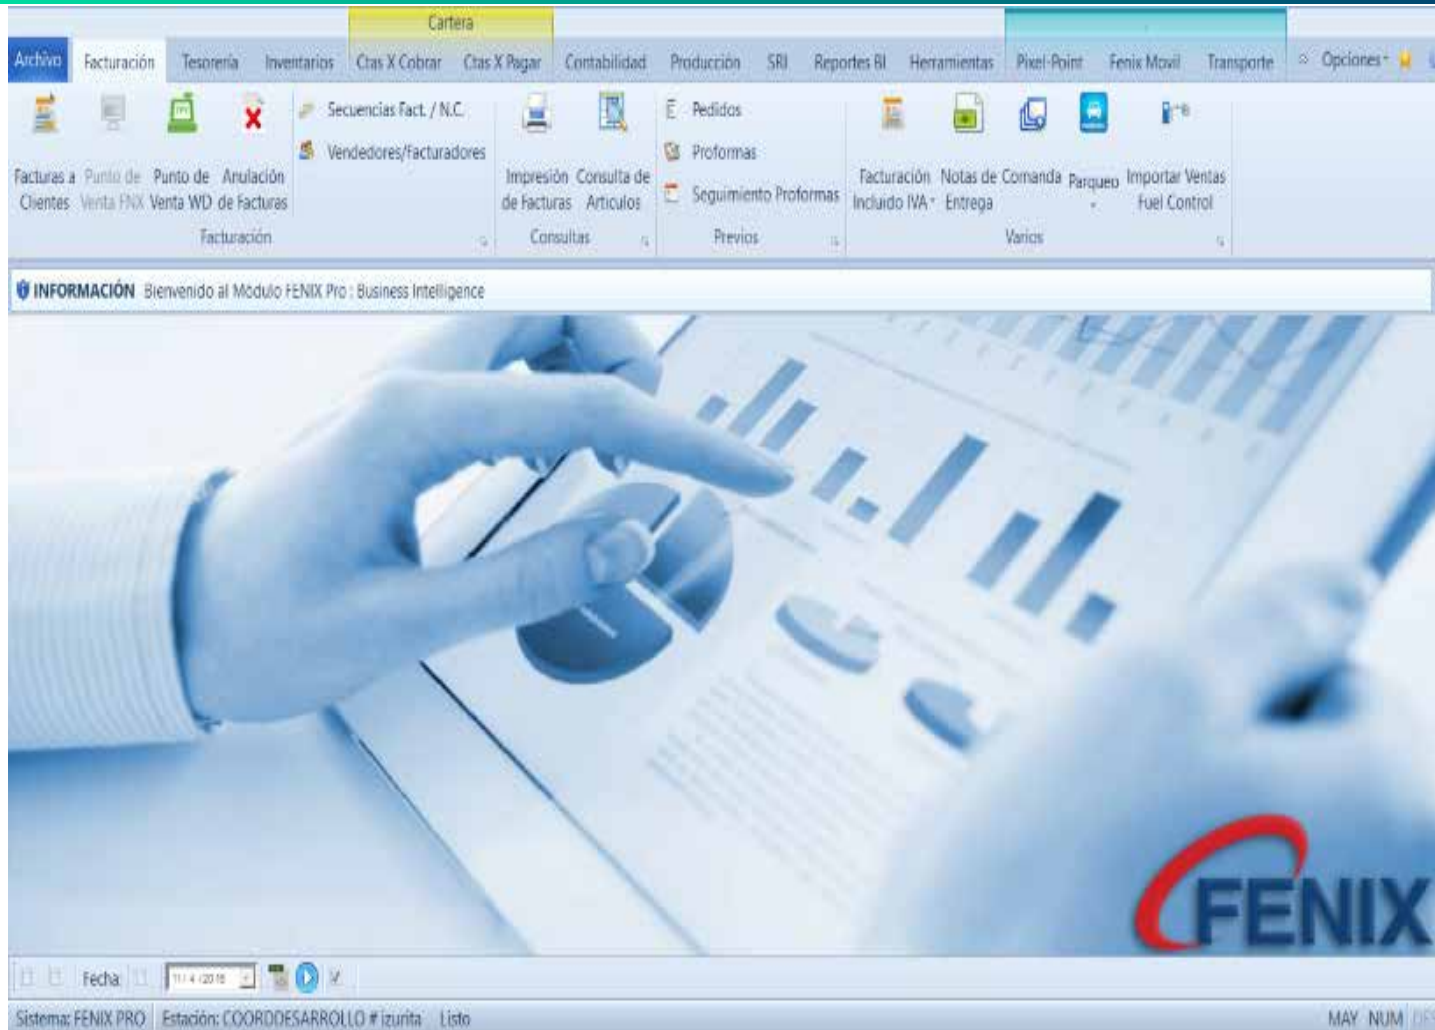 Cartera
Archivo Facturación Tesorería Inventarios Ctas X Cobrar Ctas X Pagar Contabilidad Producción SRI Reportes BI Herramientas Pixel-Point Fenix Movil Transporte Opciones
Facturas a Clientes
Punto de Venta FNX
Punto de Venta WD
Anulación de Facturas
Secuencias Fact. / N.C.
Vendedores/Facturadores
Facturación
Impresión de Facturas
Consulta de Articulos
Consultas
Pedidos
Proformas
Seguimiento Proformas
Previos
Facturación Incluido IVA
Notas de Entrega
Comanda
Parqueo
Importar Ventas Fuel Control
Varios
INFORMACIÓN Bienvenido al Módulo FENIX Pro : Business Intelligence
FENIX
Fecha:
Sistema: FENIX PRO Estación: COORDDESARROLLO # izurita Listo MAY NUM